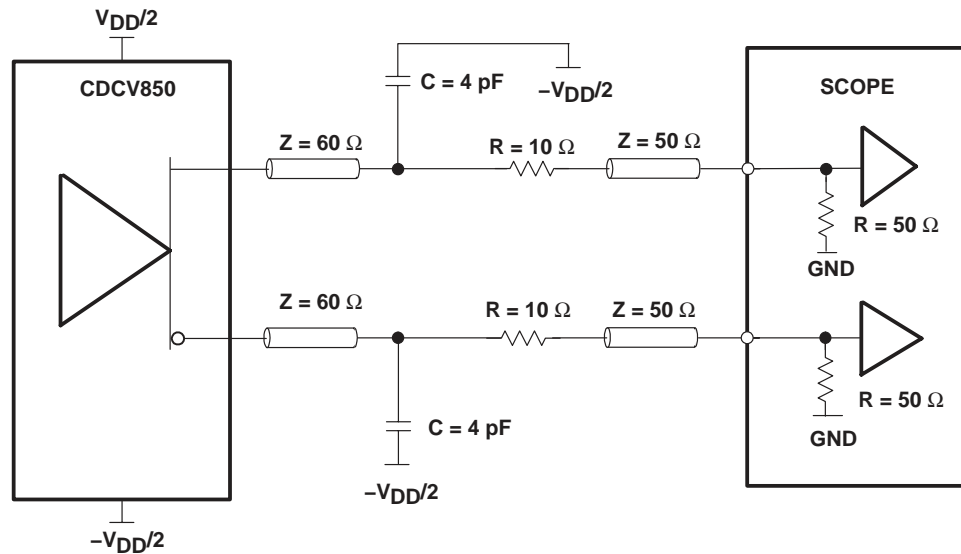 VDD/2
CDCV850
C = 4 pF
–VDD/2
SCOPE
Z = 60 Ω
R = 10 Ω
Z = 50 Ω
R = 50 Ω
GND
Z = 60 Ω
R = 10 Ω
Z = 50 Ω
R = 50 Ω
GND
C = 4 pF
–VDD/2
–VDD/2